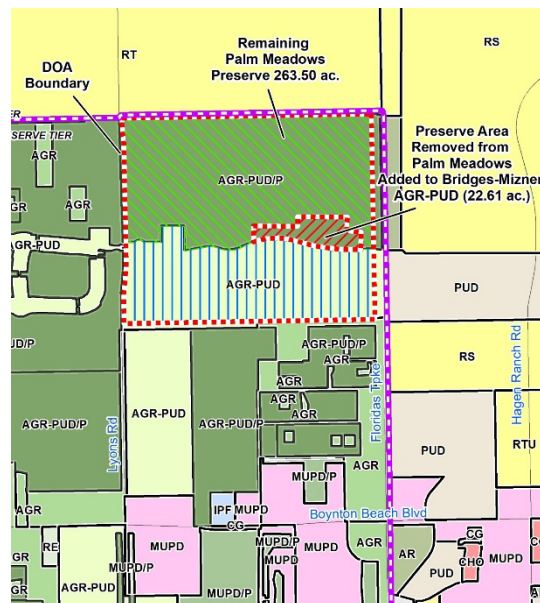 RT
RS
DOA
Boundary
Remaining
Palm Meadows
Preserve 263.50 ac.
ER
SERVE TIER
AGR
AGR
GR
Preserve Area
Removed from
Palm Meadows
Added to Bridges-Mizner
AGR-PUD (22.61 ac.)
AGR-PUD/P
AGR-PUD
AGR-PUD
PUD
UD/P
RS
AGR-PUD/P
AGR
AGR
AGR
AGR
Floridas Tpke
Hagen Ranch Rd
Lyons Rd
AGR-PUD/P
AGR-PUD
AGR-PUD/P
PUD
RTU
MUPD/P
AGR
AGR
IPF
MUPD
CG
Boynton Beach Blvd
RE
MUPD
MUPD/P
MUPD
MUPD
AGR
AR
CG
CHO
MUPD
PUD
GR
AGR-PUD
MUPD/P
MUPD/P